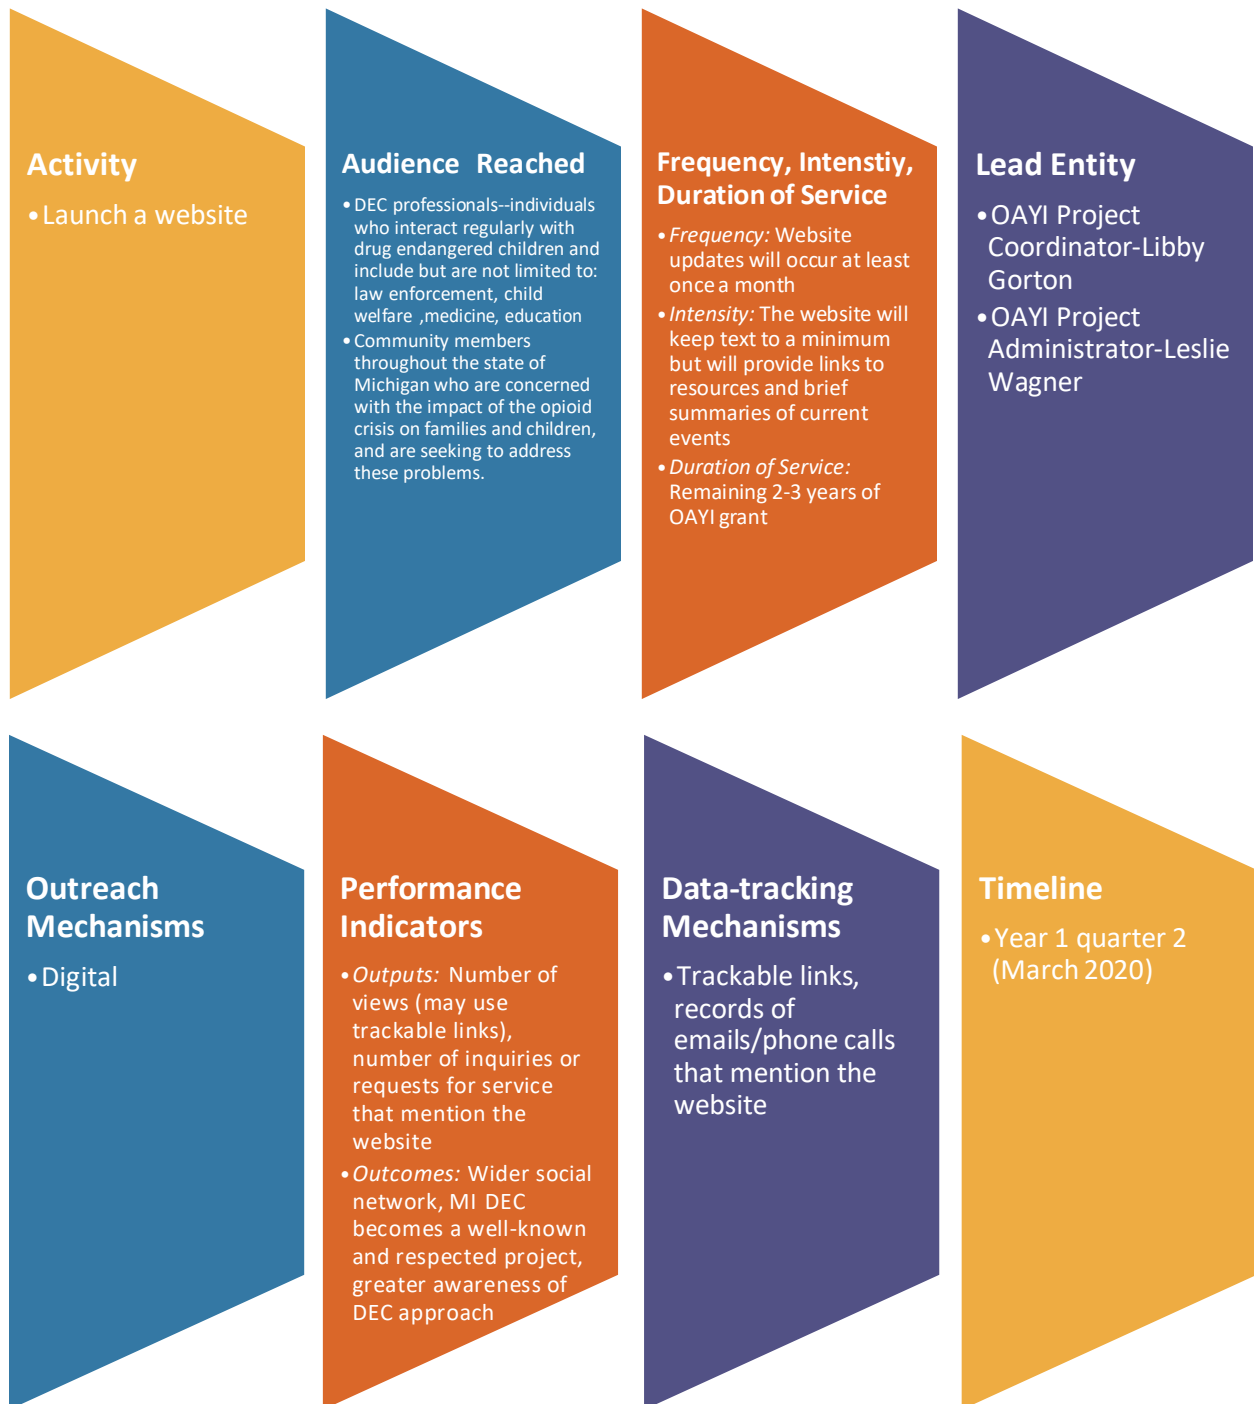 Activity
•Launch a website
Audience Reached
•DEC professionals--individuals
who interact regularly with
drug endangered children and
include but are not limited to:
law enforcement, child
welfare ,medicine, education
•Community members
throughout the state of
Michigan who are concerned
with the impact of the opioid
crisis on families and children,
and are seeking to address
these problems.
Frequency, Intenstiy,
Duration of Service
•Frequency: Website
updates will occur at least
once a month
•Intensity: The website will
keep text to a minimum
but will provide links to
resources and brief
summaries of current
events
•Duration of Service:
Remaining 2-3 years of
OAYI grant
Lead Entity
•OAYI Project
Coordinator-Libby
Gorton
•OAYI Project
Administrator-Leslie
Wagner
Outreach
Mechanisms
•Digital
Performance
Indicators
•Outputs: Number of
views (may use
trackable links),
number of inquiries or
requests for service
that mention the
website
•Outcomes: Wider social
network, MI DEC
becomes a well-known
and respected project,
greater awareness of
DEC approach
Data-tracking
Mechanisms
•Trackable links,
records of
emails/phone calls
that mention the
website
Timeline
•Year 1 quarter 2
(March 2020)